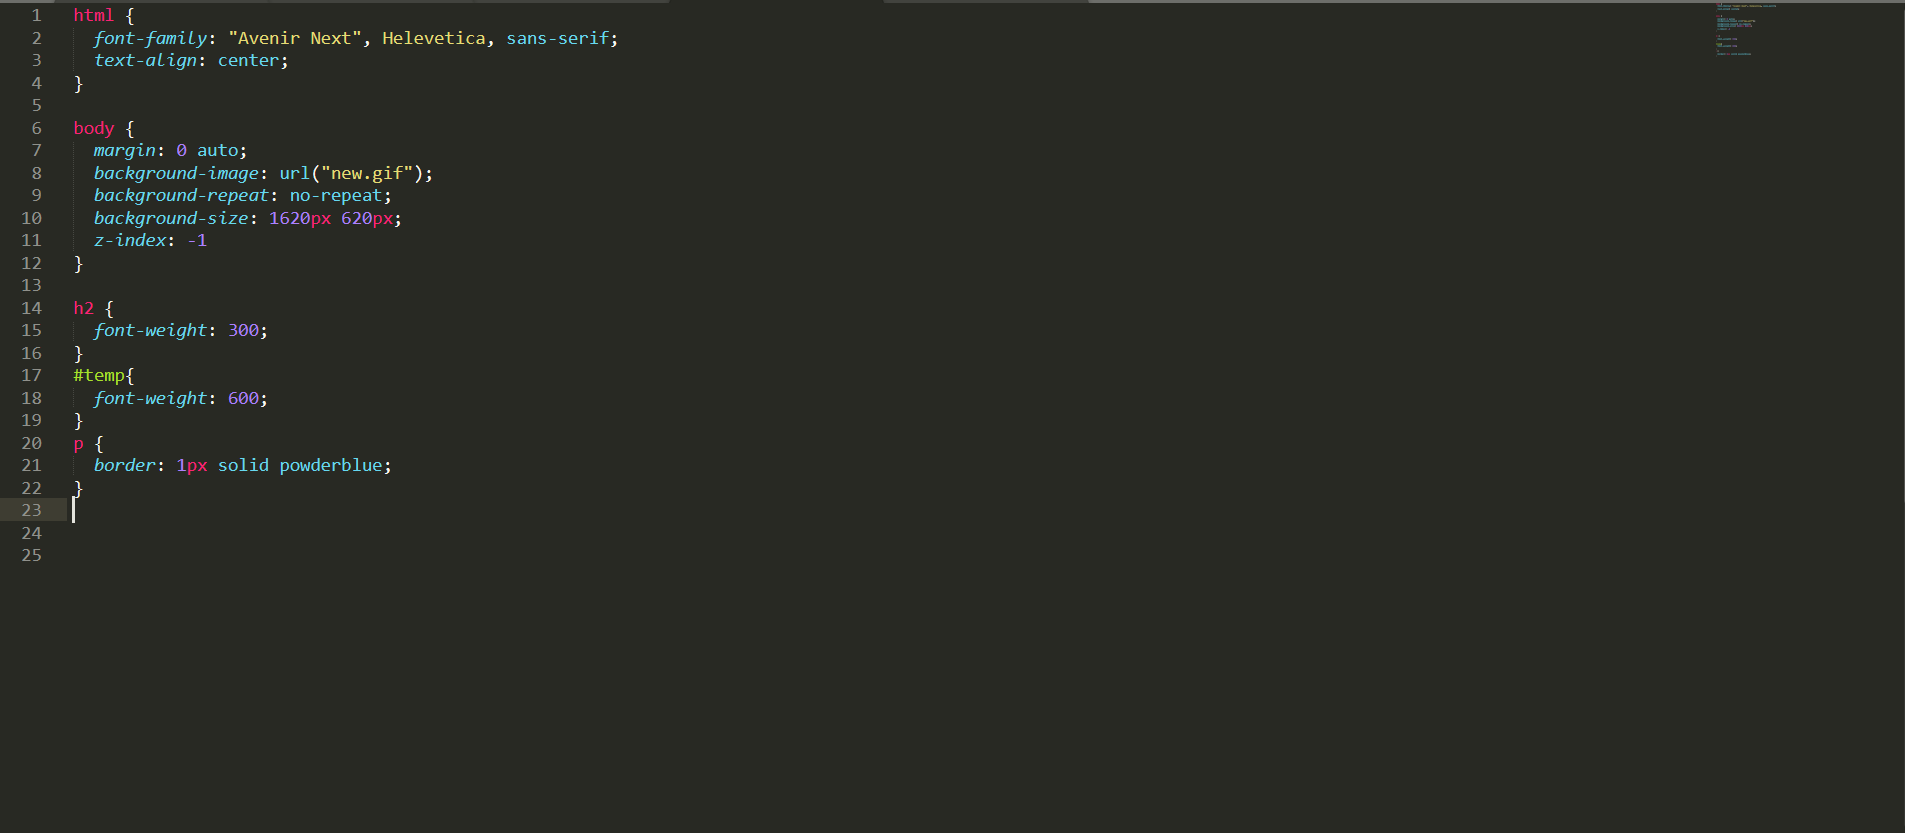 1 html {
2 font-family: "Avenir Next", Helevetica, sans-serif;
3 text-align: center;
4 }
5
6 body {
7 margin: 0 auto;
8 background-image: url("new.gif");
9 background-repeat: no-repeat;
10 background-size: 1620px 620px;
11 z-index: -1
12 }
13
14 h2 {
15 font-weight: 300;
16 }
17 #temp{
18 font-weight: 600;
19 }
20 p {
21 border: 1px solid powderblue;
22 }
23
24
25